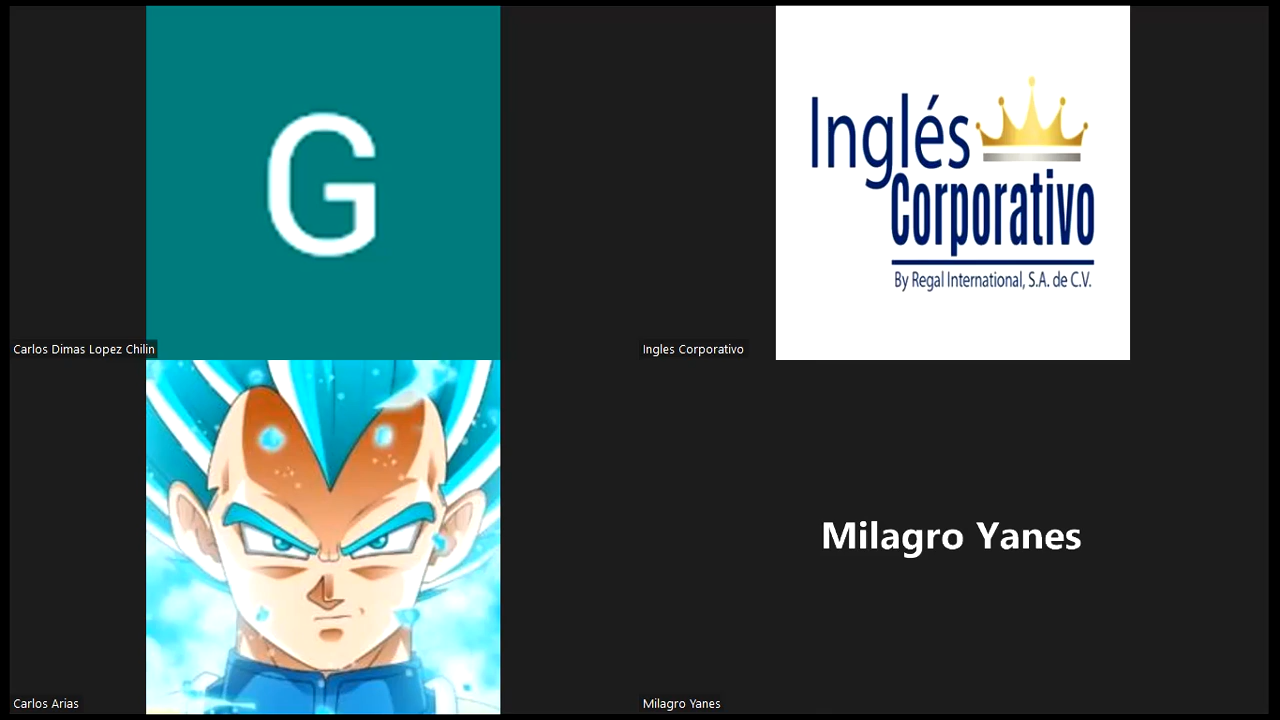 G
Inglés
Corporativo
By Regal International, S.A. de C.V.
Carlos Dimas Lopez Chilin
Ingles Corporativo
Milagro Yanes
Carlos Arias
Milagro Yanes